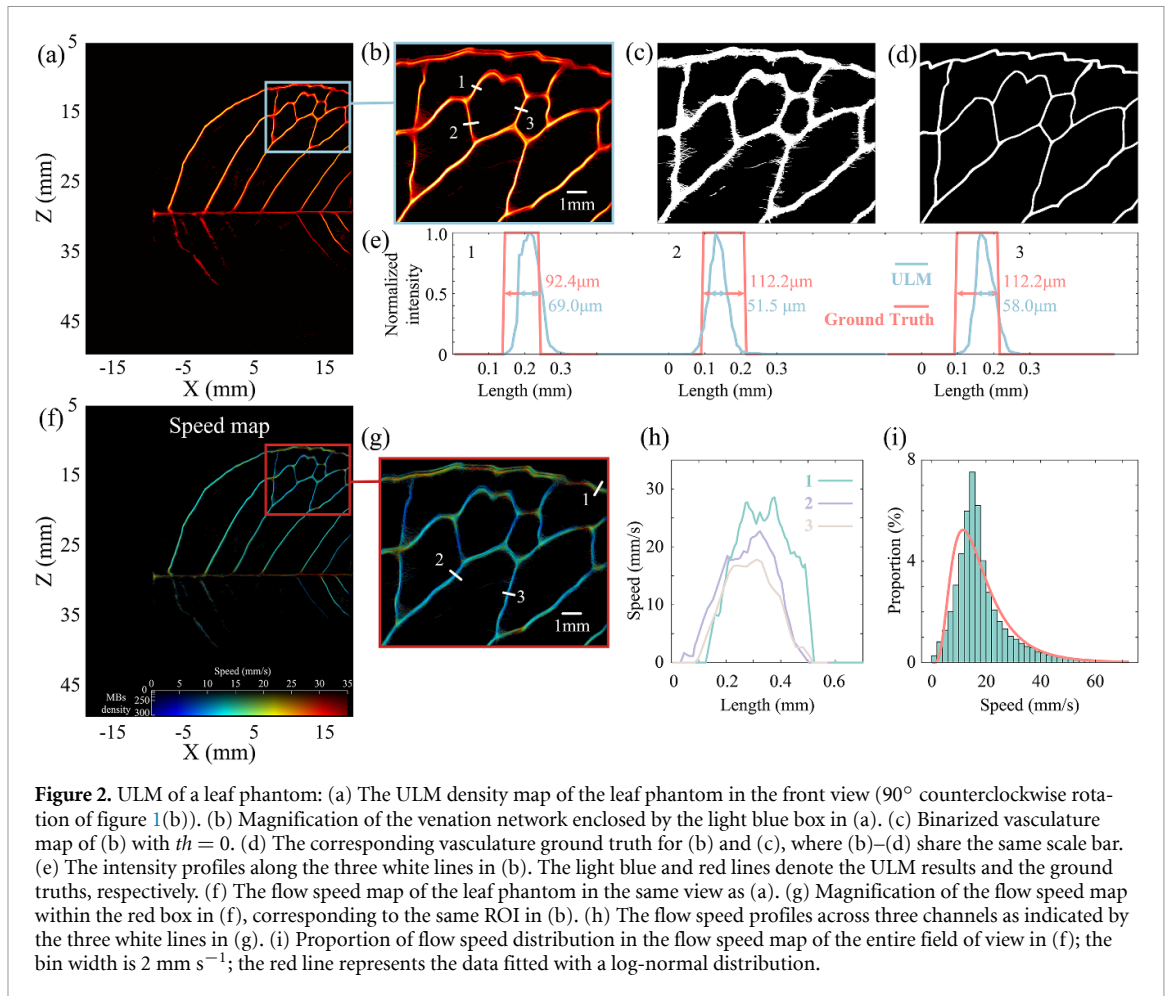 (a)
5
15
25
35
45
Z (mm)
-15
-5
5
15
X (mm)
(b)
1
2
3
1mm
(c)
(d)
(e)
1.0
0.5
0
Normalized
intensity
1
92.4μm
69.0μm
0.1
0.2
0.3
Length (mm)
2
112.2μm
51.5 μm
0
0.1
0.2
0.3
Length (mm)
3
112.2μm
58.0μm
0
0.1
0.2
0.3
Length (mm)
ULM
Ground Truth
(f)
Speed map
5
15
25
35
45
Z (mm)
Speed (mm/s)
0 5 10 15 20 25 30 35
MBs
density
0
250
300
-15
-5
5
15
X (mm)
(g)
1
2
3
1mm
(h)
30
20
10
0
Speed (mm/s)
1
2
3
0
0.2
0.4
0.6
Length (mm)
(i)
8
4
0
Proportion (%)
0
20
40
60
Speed (mm/s)
Figure 2. ULM of a leaf phantom: (a) The ULM density map of the leaf phantom in the front view (90° counterclockwise rota-
tion of figure 1(b)). (b) Magnification of the venation network enclosed by the light blue box in (a). (c) Binarized vasculature
map of (b) with th = 0. (d) The corresponding vasculature ground truth for (b) and (c), where (b)–(d) share the same scale bar.
(e) The intensity profiles along the three white lines in (b). The light blue and red lines denote the ULM results and the ground
truths, respectively. (f) The flow speed map of the leaf phantom in the same view as (a). (g) Magnification of the flow speed map
within the red box in (f), corresponding to the same ROI in (b). (h) The flow speed profiles across three channels as indicated by
the three white lines in (g). (i) Proportion of flow speed distribution in the flow speed map of the entire field of view in (f); the
bin width is 2 mm s⁻¹; the red line represents the data fitted with a log-normal distribution.